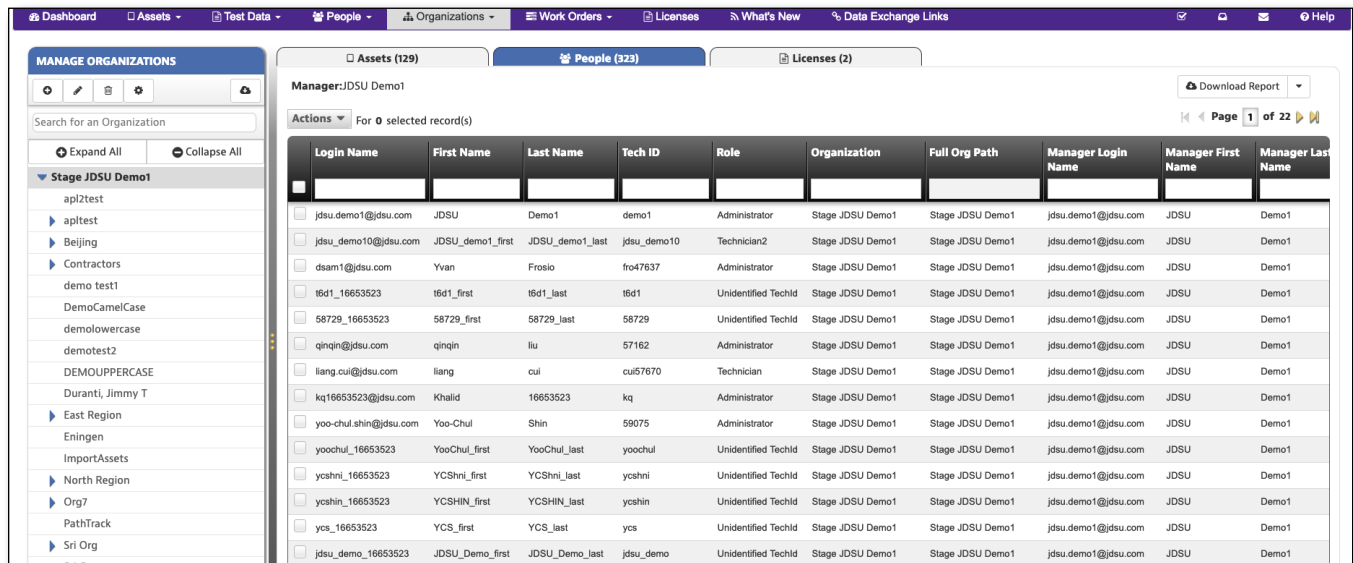 Dashboard Assets Test Data People Organizations Work Orders Licenses What's New Data Exchange Links Help
MANAGE ORGANIZATIONS
Search for an Organization
Expand All Collapse All
Stage JDSU Demo1
apl2test
apltest
Beijing
Contractors
demo test1
DemoCamelCase
demolowercase
demotest2
DEMOUPPERCASE
Duranti, Jimmy T
East Region
Eningen
ImportAssets
North Region
Org7
PathTrack
Sri Org
Assets (129) People (323) Licenses (2)
Manager:JDSU Demo1 Download Report
Actions For 0 selected record(s) Page 1 of 22
Login Name First Name Last Name Tech ID Role Organization Full Org Path Manager Login Name Manager First Name Manager Last Name
jdsu.demo1@jdsu.com JDSU Demo1 demo1 Administrator Stage JDSU Demo1 Stage JDSU Demo1 jdsu.demo1@jdsu.com JDSU Demo1
jdsu_demo10@jdsu.com JDSU_demo1_first JDSU_demo1_last jdsu_demo10 Technician2 Stage JDSU Demo1 Stage JDSU Demo1 jdsu.demo1@jdsu.com JDSU Demo1
dsam1@jdsu.com Yvan Frosio fro47637 Administrator Stage JDSU Demo1 Stage JDSU Demo1 jdsu.demo1@jdsu.com JDSU Demo1
t6d1_16653523 t6d1_first t6d1_last t6d1 Unidentified TechId Stage JDSU Demo1 Stage JDSU Demo1 jdsu.demo1@jdsu.com JDSU Demo1
58729_16653523 58729_first 58729_last 58729 Unidentified TechId Stage JDSU Demo1 Stage JDSU Demo1 jdsu.demo1@jdsu.com JDSU Demo1
qinqin@jdsu.com qinqin liu 57162 Administrator Stage JDSU Demo1 Stage JDSU Demo1 jdsu.demo1@jdsu.com JDSU Demo1
liang.cui@jdsu.com liang cui cui57670 Technician Stage JDSU Demo1 Stage JDSU Demo1 jdsu.demo1@jdsu.com JDSU Demo1
kq16653523@jdsu.com Khalid 16653523 kq Administrator Stage JDSU Demo1 Stage JDSU Demo1 jdsu.demo1@jdsu.com JDSU Demo1
yoo-chul.shin@jdsu.com Yoo-Chul Shin 59075 Administrator Stage JDSU Demo1 Stage JDSU Demo1 jdsu.demo1@jdsu.com JDSU Demo1
yoochul_16653523 YooChul_first YooChul_last yoochul Unidentified TechId Stage JDSU Demo1 Stage JDSU Demo1 jdsu.demo1@jdsu.com JDSU Demo1
ycshni_16653523 YCShni_first YCShni_last ycshni Unidentified TechId Stage JDSU Demo1 Stage JDSU Demo1 jdsu.demo1@jdsu.com JDSU Demo1
ycshin_16653523 YCSHIN_first YCSHIN_last ycshin Unidentified TechId Stage JDSU Demo1 Stage JDSU Demo1 jdsu.demo1@jdsu.com JDSU Demo1
ycs_16653523 YCS_first YCS_last ycs Unidentified TechId Stage JDSU Demo1 Stage JDSU Demo1 jdsu.demo1@jdsu.com JDSU Demo1
jdsu_demo_16653523 JDSU_Demo_first JDSU_Demo_last jdsu_demo Unidentified TechId Stage JDSU Demo1 Stage JDSU Demo1 jdsu.demo1@jdsu.com JDSU Demo1